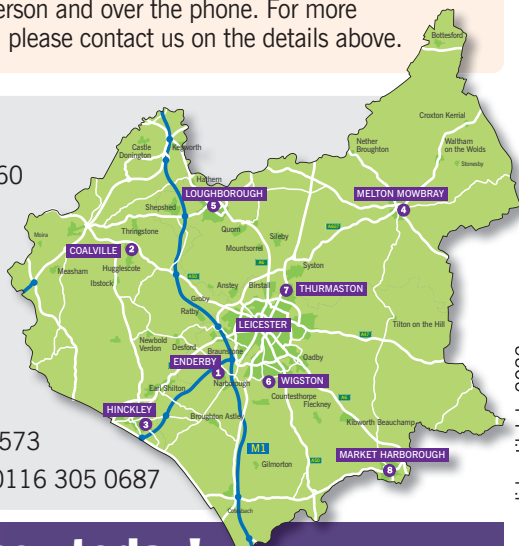 erson and over the phone. For more
please contact us on the details above.
60
573
0116 305 0687
Bottesford
Croxton Kerrial
Nether
Broughton
Waltham
on the Wolds
Stonesby
Castle
Donington
Kegworth
Hathern
LOUGHBOROUGH
5
MELTON MOWBRAY
4
Shepshed
Quorn
Sileby
Mountsorrel
Thringstone
COALVILLE
2
Moira
Measham
Hugglescote
Ibstock
Anstey
Birstall
Syston
7
THURMASTON
Groby
Ratby
LEICESTER
Tilton on the Hill
Newbold
Verdon
Desford
Braunstone
ENDERBY
1
Oadby
Narborough
6
WIGSTON
Earl Shilton
Countesthorpe
Fleckney
HINCKLEY
3
Broughton Astley
Kibworth Beauchamp
M1
MARKET HARBOROUGH
8
Gilmorton
A6
A6
A47